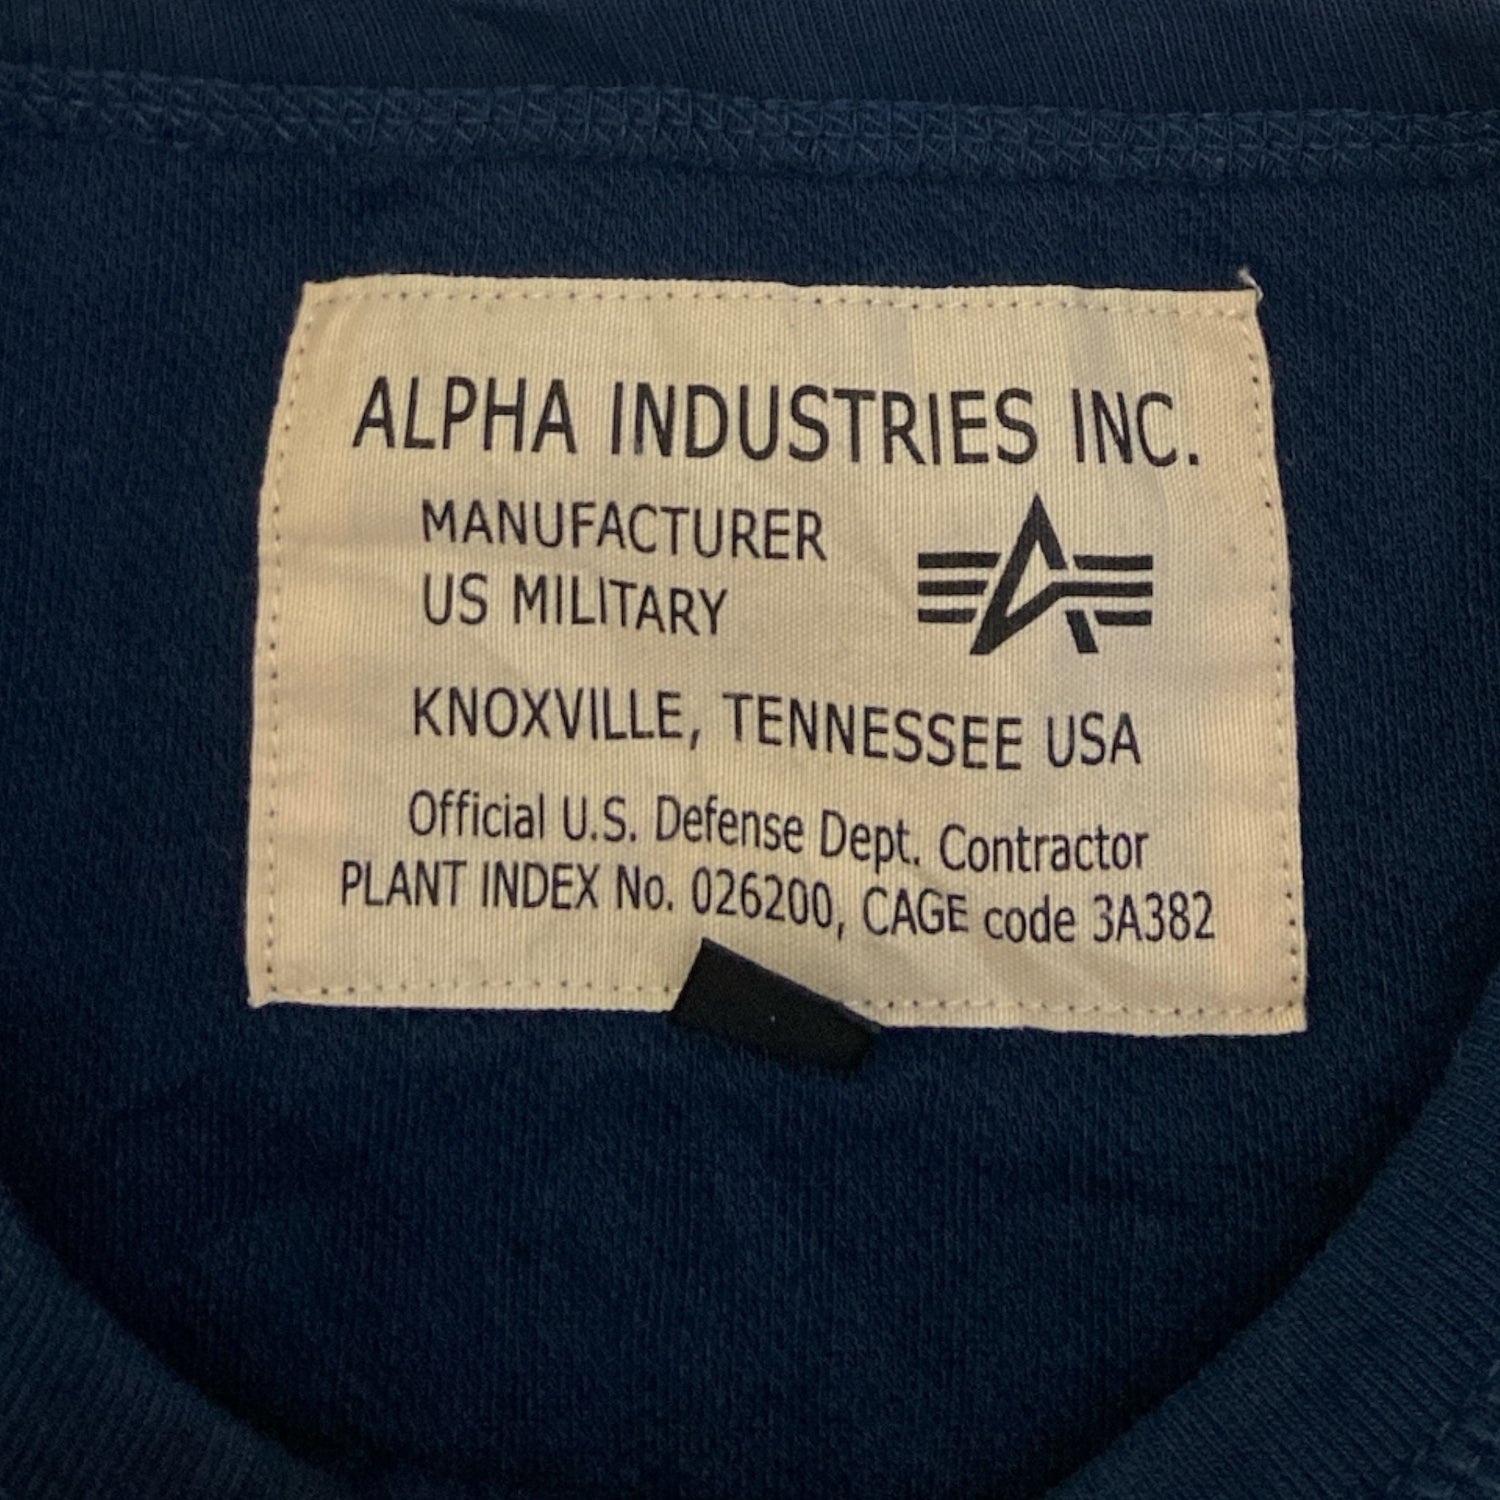 ALPHA INDUSTRIES INC.
MANUFACTURER
US MILITARY
KNOXVILLE, TENNESSEE USA
Official U.S. Defense Dept. Contractor
PLANT INDEX No. 026200, CAGE code 3A382